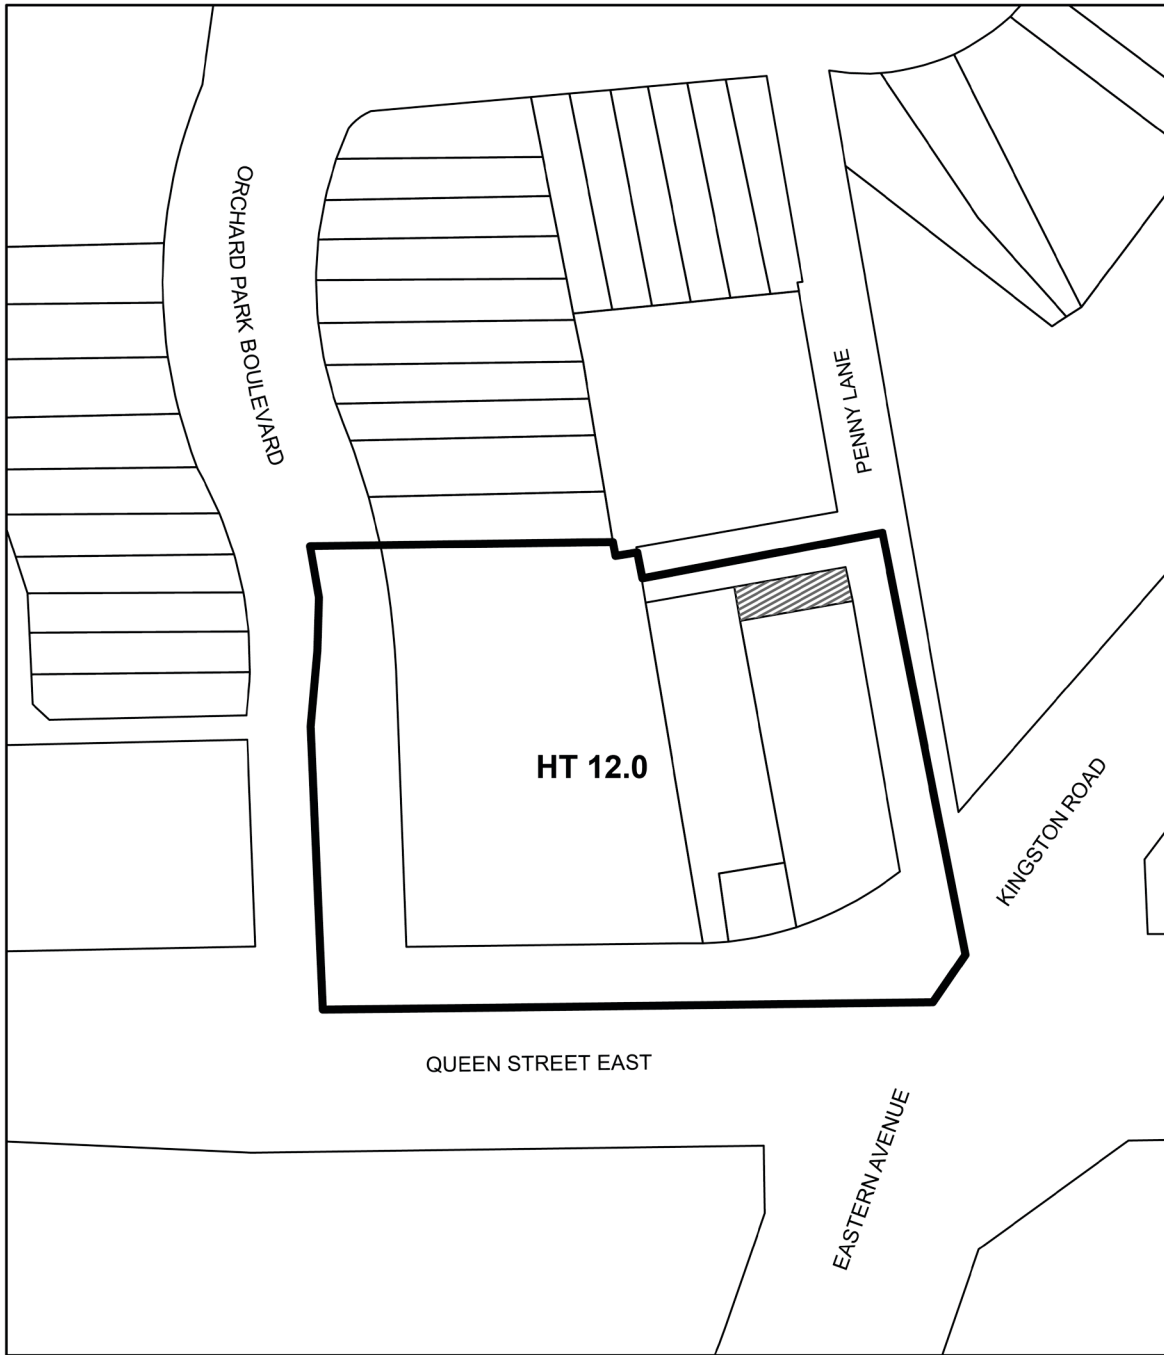 ORCHARD PARK BOULEVARD
PENNY LANE
HT 12.0
KINGSTON ROAD
QUEEN STREET EAST
EASTERN AVENUE